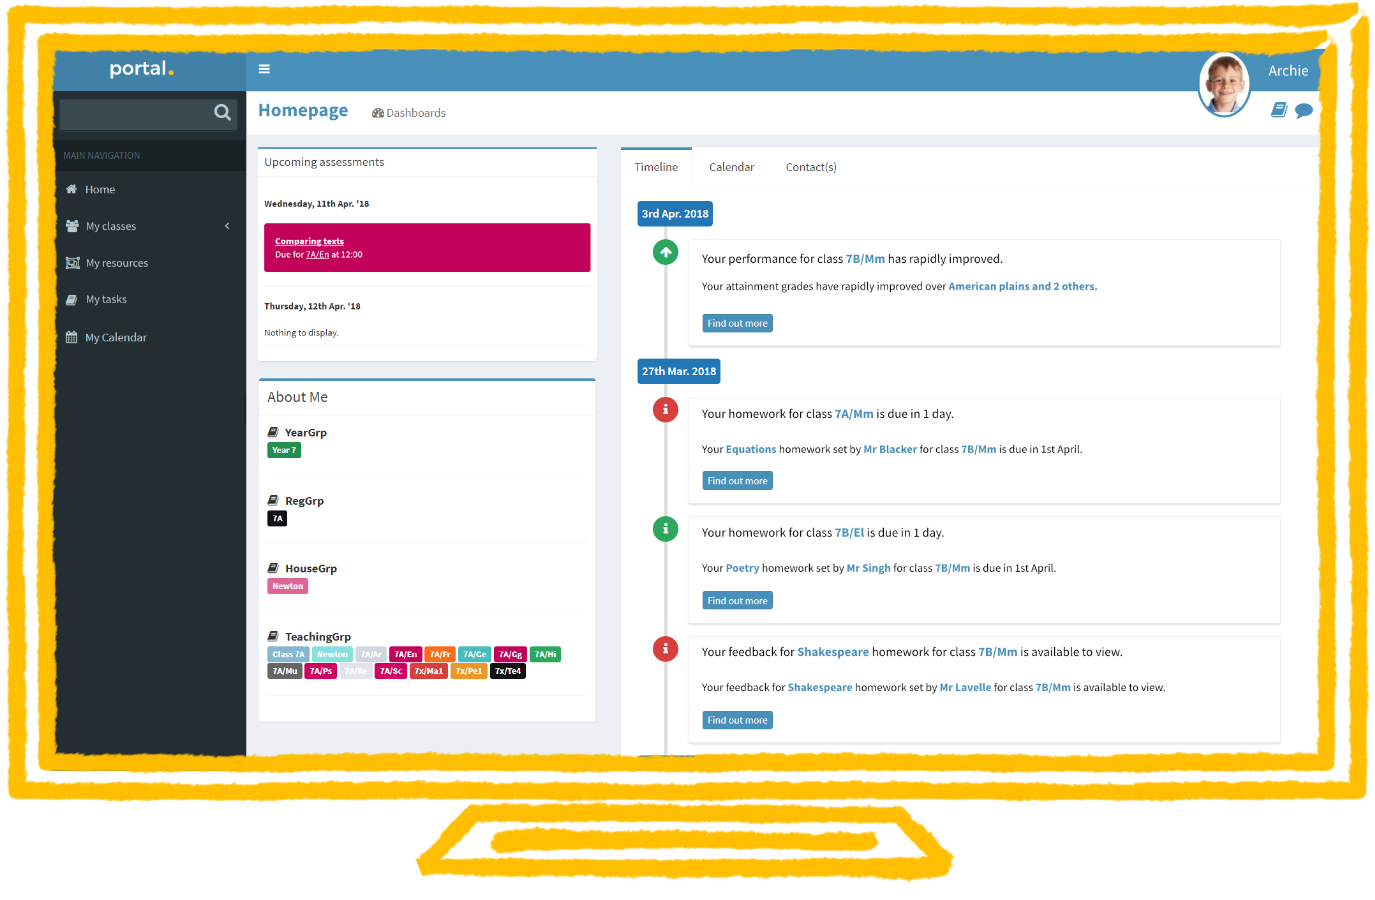 portal.
Archie
Homepage
Dashboards
MAIN NAVIGATION
Home
My classes
My resources
My tasks
My Calendar
Upcoming assessments
Wednesday, 11th Apr. '18
Comparing texts
Due for 7A/En at 12:00
Thursday, 12th Apr. '18
Nothing to display.
About Me
YearGrp
Year 7
RegGrp
7A
HouseGrp
Newton
TeachingGrp
Class 7A Newton 7A/Ar 7A/En 7A/Fr 7A/Ge 7A/Gg 7A/Hi
7A/Mu 7A/Ps 7A/Re 7A/Sc 7x/Ma1 7x/Pe1 7x/Te4
Timeline Calendar Contact(s)
3rd Apr. 2018
Your performance for class 7B/Mm has rapidly improved.
Your attainment grades have rapidly improved over American plains and 2 others.
Find out more
27th Mar. 2018
Your homework for class 7A/Mm is due in 1 day.
Your Equations homework set by Mr Blacker for class 7B/Mm is due in 1st April.
Find out more
Your homework for class 7B/El is due in 1 day.
Your Poetry homework set by Mr Singh for class 7B/Mm is due in 1st April.
Find out more
Your feedback for Shakespeare homework for class 7B/Mm is available to view.
Your feedback for Shakespeare homework set by Mr Lavelle for class 7B/Mm is available to view.
Find out more